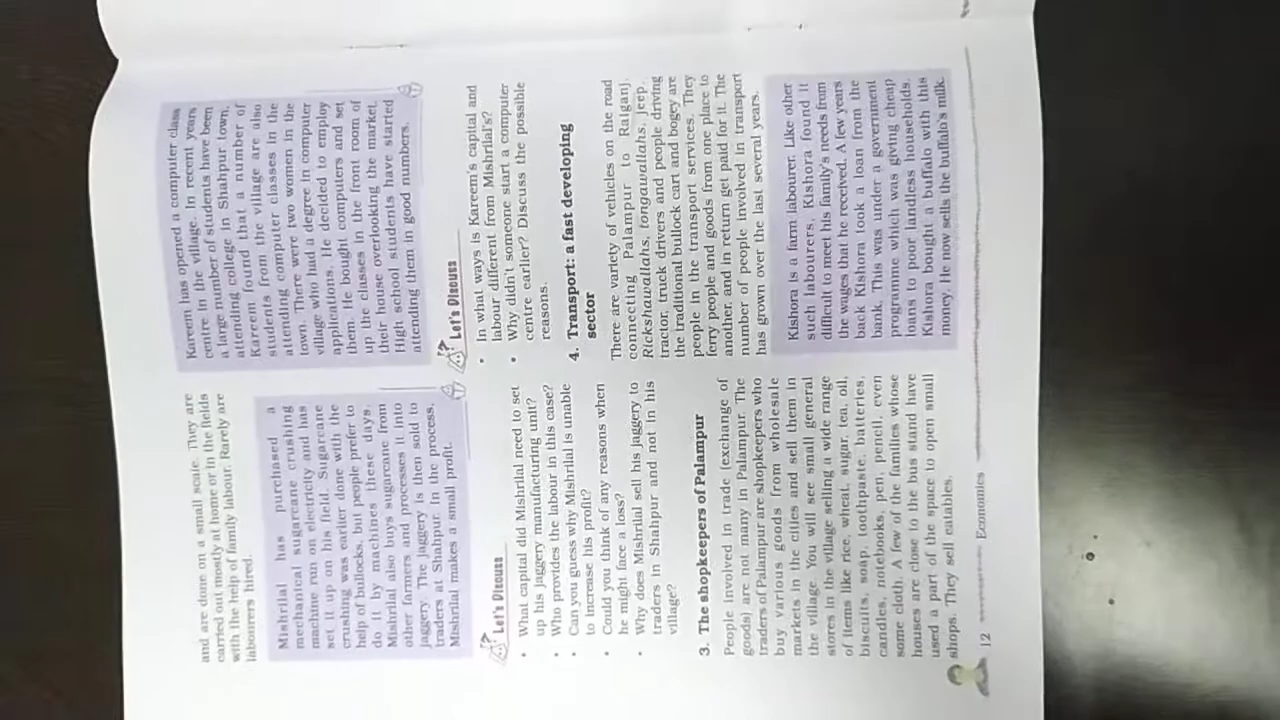 and are done on a small scale. They are
carried out mostly at home or in the fields
with the help of family labour. Rarely are
labourers hired.
Mishrilal has purchased a
mechanical sugarcane crushing
machine run on electricity and has
set it up on his field. Sugarcane
crushing was earlier done with the
help of bullocks, but people prefer to
do it by machines these days.
Mishrilal also buys sugarcane from
other farmers and processes it into
jaggery. The jaggery is then sold to
traders at Shahpur. In the process,
Mishrilal makes a small profit.
Let's Discuss
• What capital did Mishrilal need to set
up his jaggery manufacturing unit?
• Who provides the labour in this case?
• Can you guess why Mishrilal is unable
to increase his profit?
• Could you think of any reasons when
he might face a loss?
• Why does Mishrilal sell his jaggery to
traders in Shahpur and not in his
village?
3. The shopkeepers of Palampur
People involved in trade (exchange of
goods) are not many in Palampur. The
traders of Palampur are shopkeepers who
buy various goods from wholesale
markets in the cities and sell them in
the village. You will see small general
stores in the village selling a wide range
of items like rice, wheat, sugar, tea, oil,
biscuits, soap, toothpaste, batteries,
candles, notebooks, pen, pencil, even
some cloth. A few of the families whose
houses are close to the bus stand have
used a part of the space to open small
shops. They sell eatables.
Kareem has opened a computer class
centre in the village. In recent years
a large number of students have been
attending college in Shahpur town.
Kareem found that a number of
students from the village are also
attending computer classes in the
town. There were two women in the
village who had a degree in computer
applications. He decided to employ
them. He bought computers and set
up the classes in the front room of
their house overlooking the market.
High school students have started
attending them in good numbers.
Let's Discuss
• In what ways is Kareem's capital and
labour different from Mishrilal's?
• Why didn't someone start a computer
centre earlier? Discuss the possible
reasons.
4. Transport: a fast developing
sector
There are variety of vehicles on the road
connecting Palampur to Raiganj.
Rickshawallahs, tongawallahs, jeep,
tractor, truck drivers and people driving
the traditional bullock cart and bogey are
people in the transport services. They
ferry people and goods from one place to
another, and in return get paid for it. The
number of people involved in transport
has grown over the last several years.
Kishora is a farm labourer. Like other
such labourers, Kishora found it
difficult to meet his family's needs from
the wages that he received. A few years
back Kishora took a loan from the
bank. This was under a government
programme which was giving cheap
loans to poor landless households.
Kishora bought a buffalo with this
money. He now sells the buffalo's milk.
12 Economics